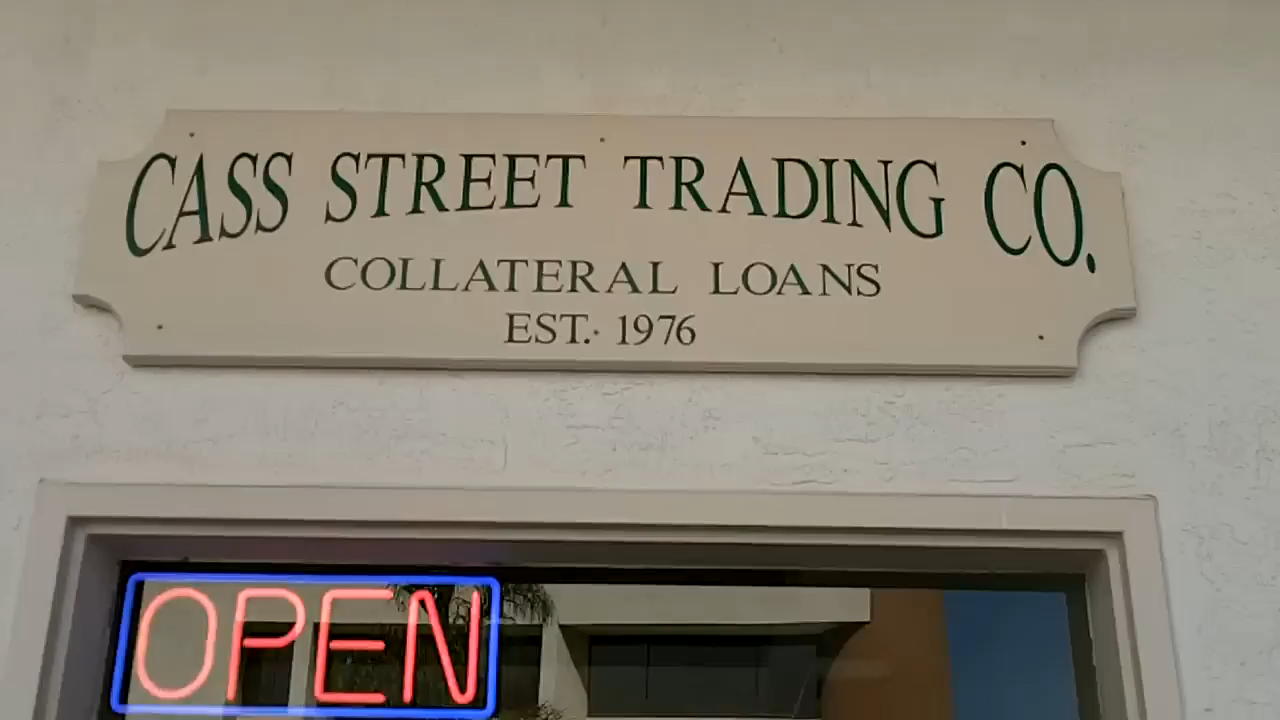 CASS STREET TRADING CO.
COLLATERAL LOANS
EST. 1976
OPEN